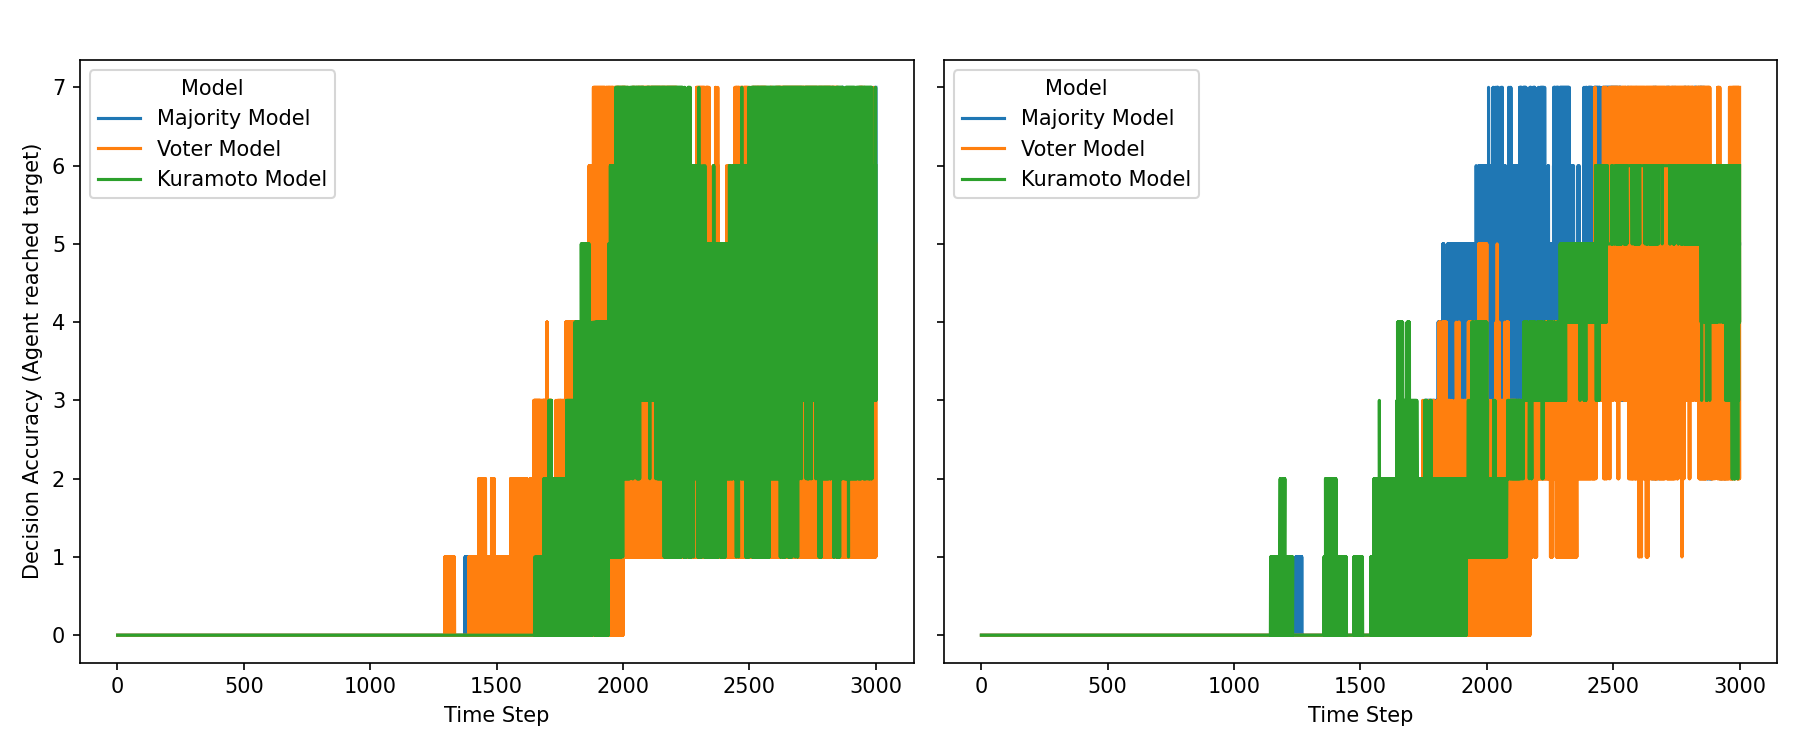 Model
Majority Model
Voter Model
Kuramoto Model
Decision Accuracy (Agent reached target)
7
6
5
4
3
2
1
0
0 500 1000 1500 2000 2500 3000
Time Step
Model
Majority Model
Voter Model
Kuramoto Model
0 500 1000 1500 2000 2500 3000
Time Step